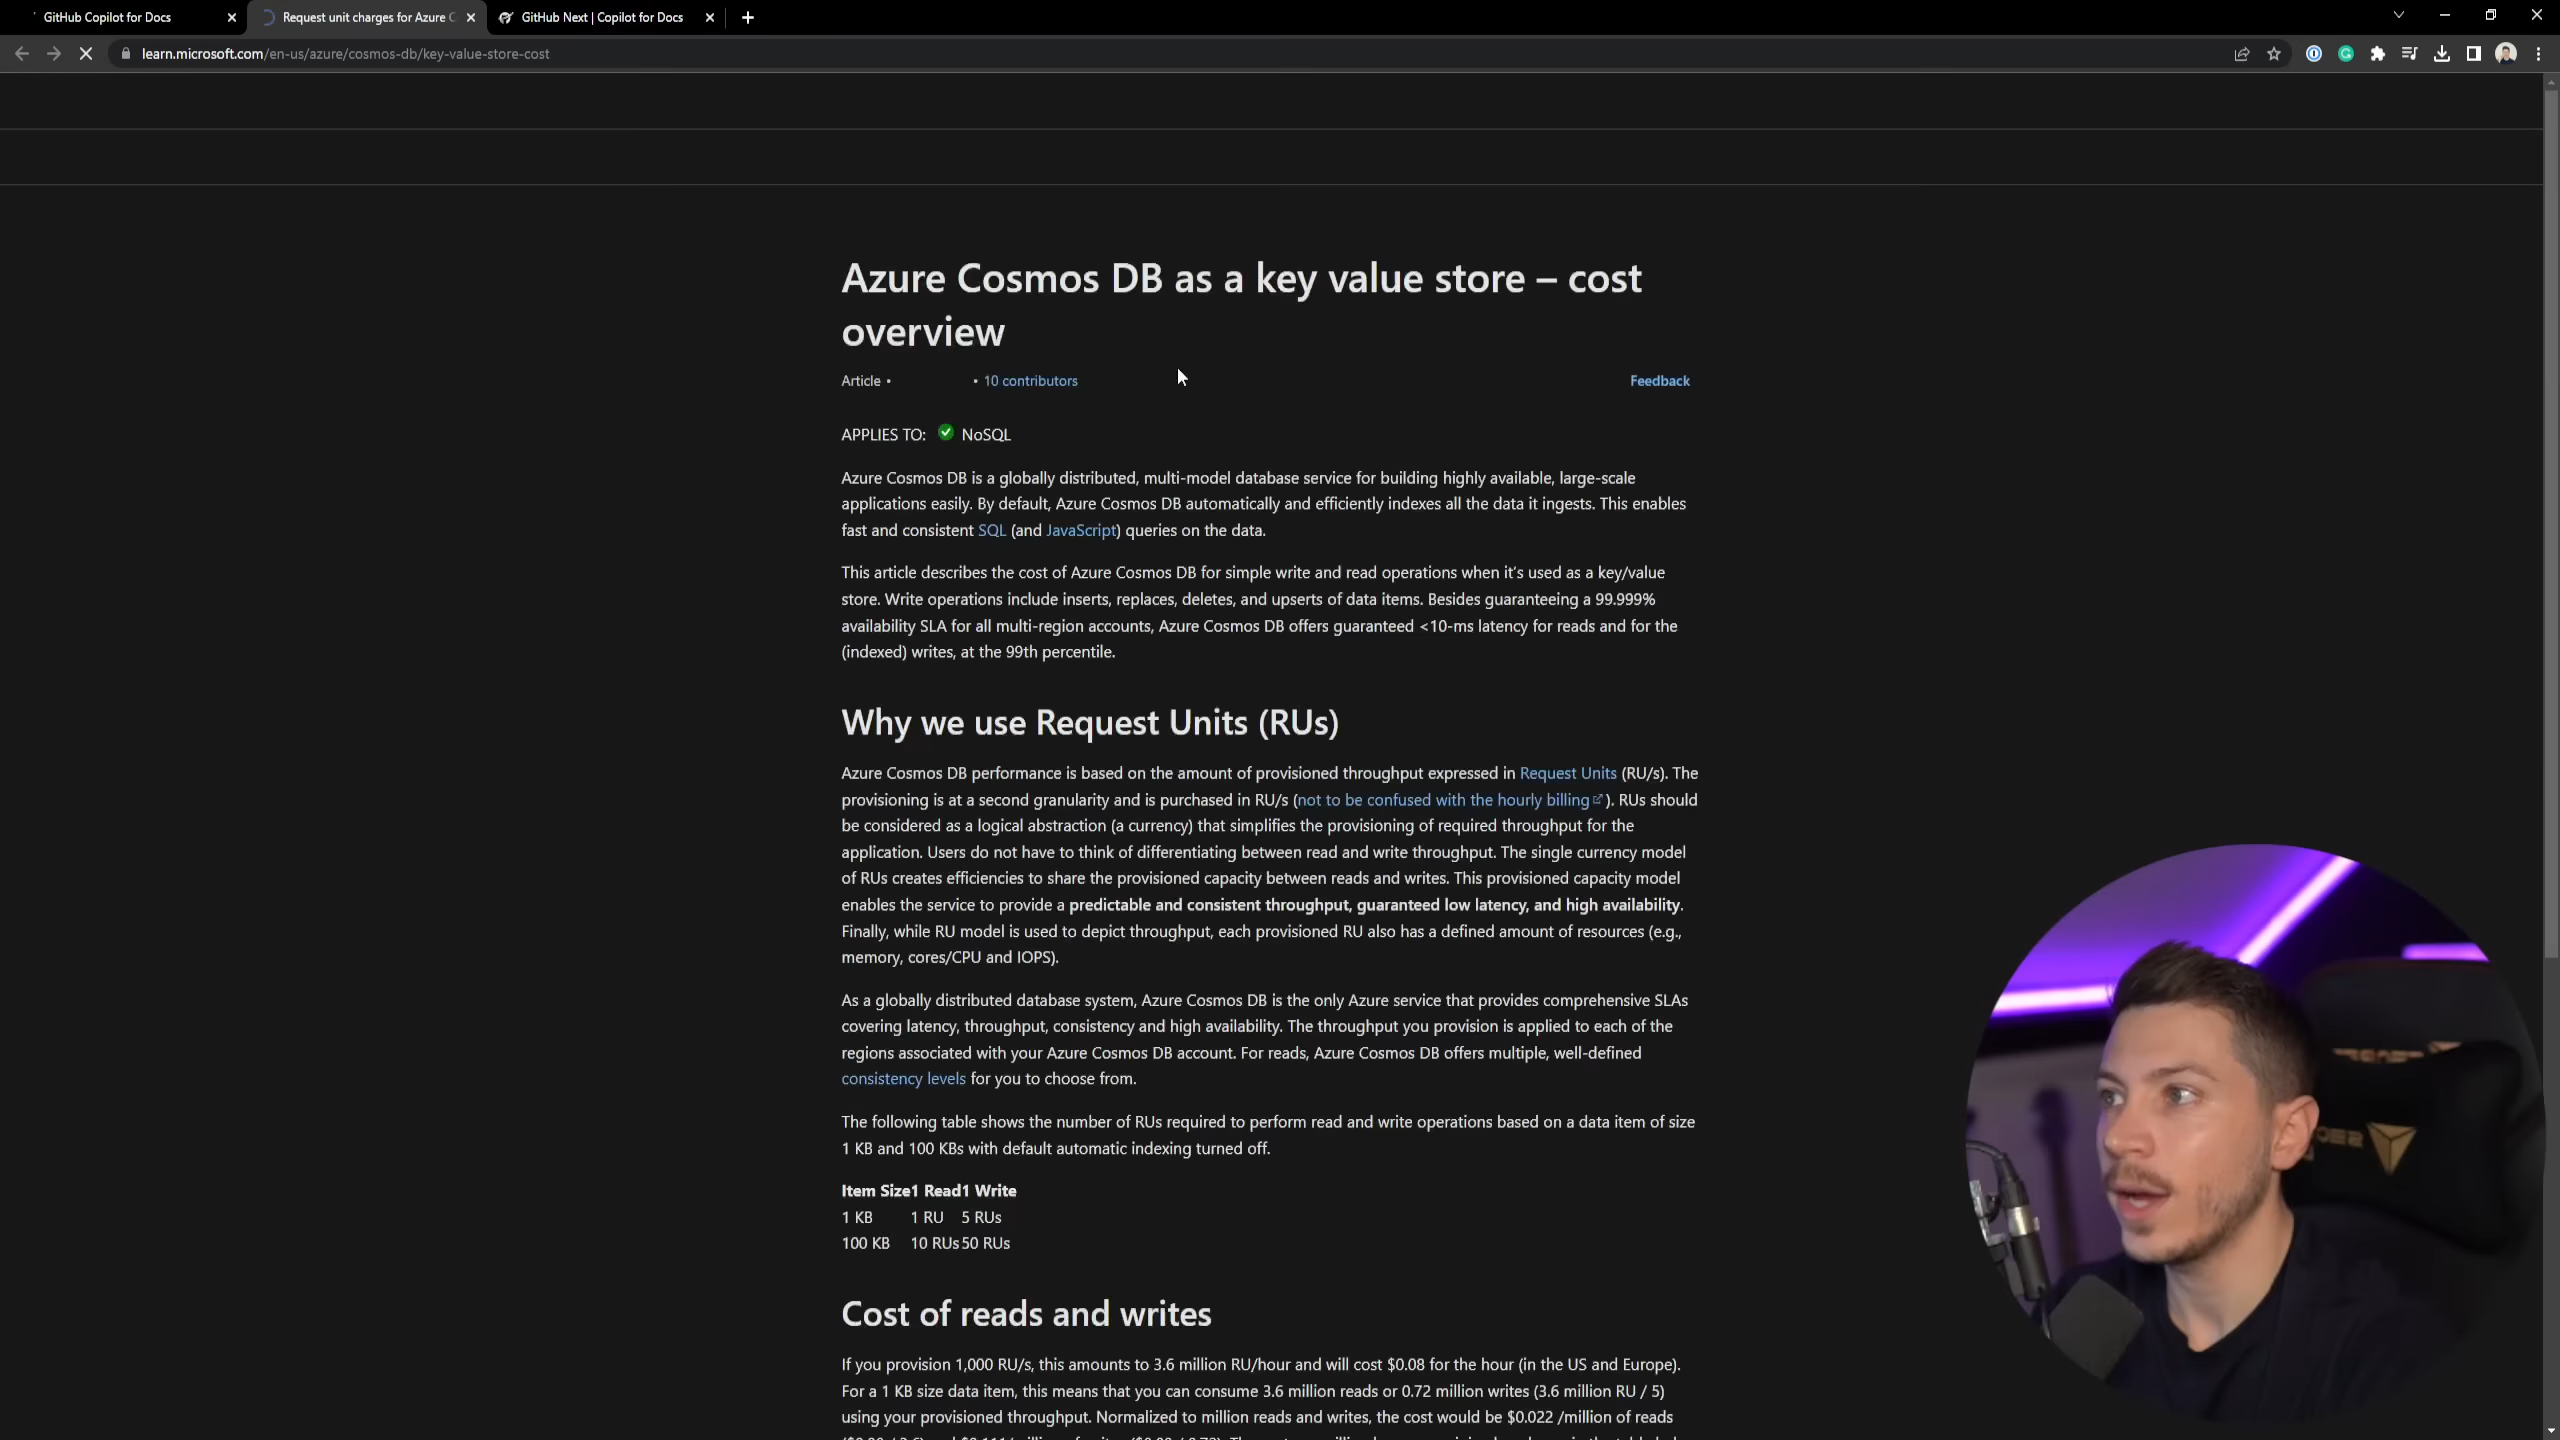 GitHub Copilot for Docs
Request unit charges for Azure C
GitHub Next | Copilot for Docs
learn.microsoft.com/en-us/azure/cosmos-db/key-value-store-cost
Azure Cosmos DB as a key value store – cost
overview
Article • • 10 contributors
Feedback
APPLIES TO: NoSQL
Azure Cosmos DB is a globally distributed, multi-model database service for building highly available, large-scale
applications easily. By default, Azure Cosmos DB automatically and efficiently indexes all the data it ingests. This enables
fast and consistent SQL (and JavaScript) queries on the data.
This article describes the cost of Azure Cosmos DB for simple write and read operations when it's used as a key/value
store. Write operations include inserts, replaces, deletes, and upserts of data items. Besides guaranteeing a 99.999%
availability SLA for all multi-region accounts, Azure Cosmos DB offers guaranteed <10-ms latency for reads and for the
(indexed) writes, at the 99th percentile.
Why we use Request Units (RUs)
Azure Cosmos DB performance is based on the amount of provisioned throughput expressed in Request Units (RU/s). The
provisioning is at a second granularity and is purchased in RU/s (not to be confused with the hourly billing). RUs should
be considered as a logical abstraction (a currency) that simplifies the provisioning of required throughput for the
application. Users do not have to think of differentiating between read and write throughput. The single currency model
of RUs creates efficiencies to share the provisioned capacity between reads and writes. This provisioned capacity model
enables the service to provide a predictable and consistent throughput, guaranteed low latency, and high availability.
Finally, while RU model is used to depict throughput, each provisioned RU also has a defined amount of resources (e.g.,
memory, cores/CPU and IOPS).
As a globally distributed database system, Azure Cosmos DB is the only Azure service that provides comprehensive SLAs
covering latency, throughput, consistency and high availability. The throughput you provision is applied to each of the
regions associated with your Azure Cosmos DB account. For reads, Azure Cosmos DB offers multiple, well-defined
consistency levels for you to choose from.
The following table shows the number of RUs required to perform read and write operations based on a data item of size
1 KB and 100 KBs with default automatic indexing turned off.
Item Size 1 Read 1 Write
1 KB 1 RU 5 RUs
100 KB 10 RUs 50 RUs
Cost of reads and writes
If you provision 1,000 RU/s, this amounts to 3.6 million RU/hour and will cost $0.08 for the hour (in the US and Europe).
For a 1 KB size data item, this means that you can consume 3.6 million reads or 0.72 million writes (3.6 million RU / 5)
using your provisioned throughput. Normalized to million reads and writes, the cost would be $0.022 /million of reads